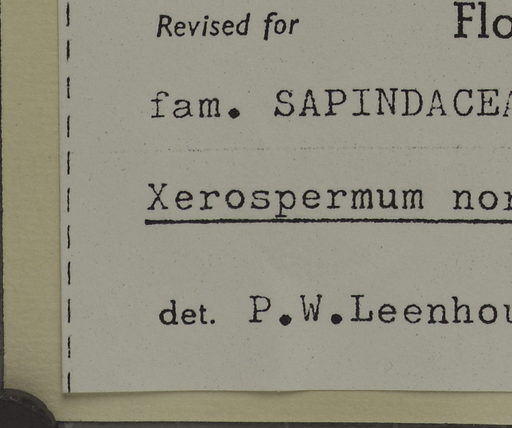 Revised for Flo
fam. SAPINDACEA
Xerospermum nor
det. P.W.Leenhou